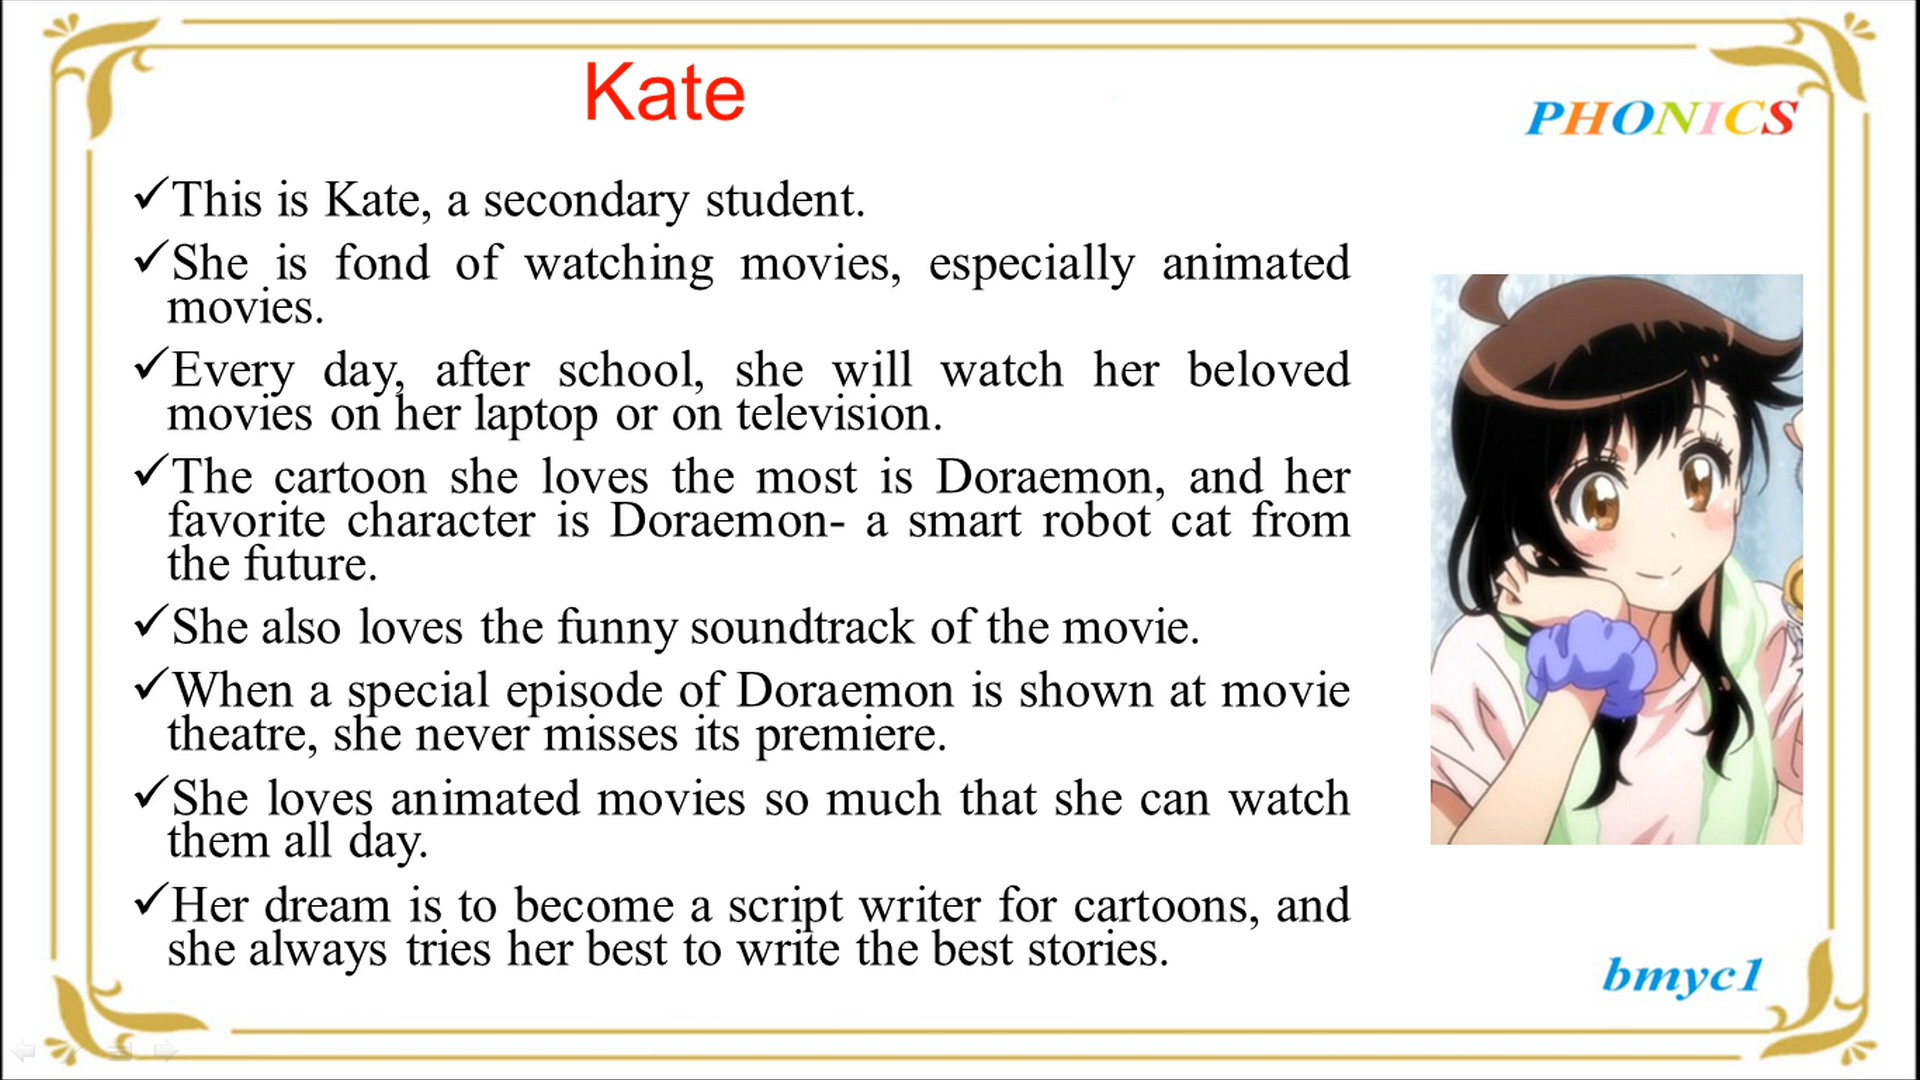 Kate
PHONICS
✓This is Kate, a secondary student.
✓She is fond of watching movies, especially animated
movies.
✓Every day, after school, she will watch her beloved
movies on her laptop or on television.
✓The cartoon she loves the most is Doraemon, and her
favorite character is Doraemon- a smart robot cat from
the future.
✓She also loves the funny soundtrack of the movie.
✓When a special episode of Doraemon is shown at movie
theatre, she never misses its premiere.
✓She loves animated movies so much that she can watch
them all day.
✓Her dream is to become a script writer for cartoons, and
she always tries her best to write the best stories.
bmyc1